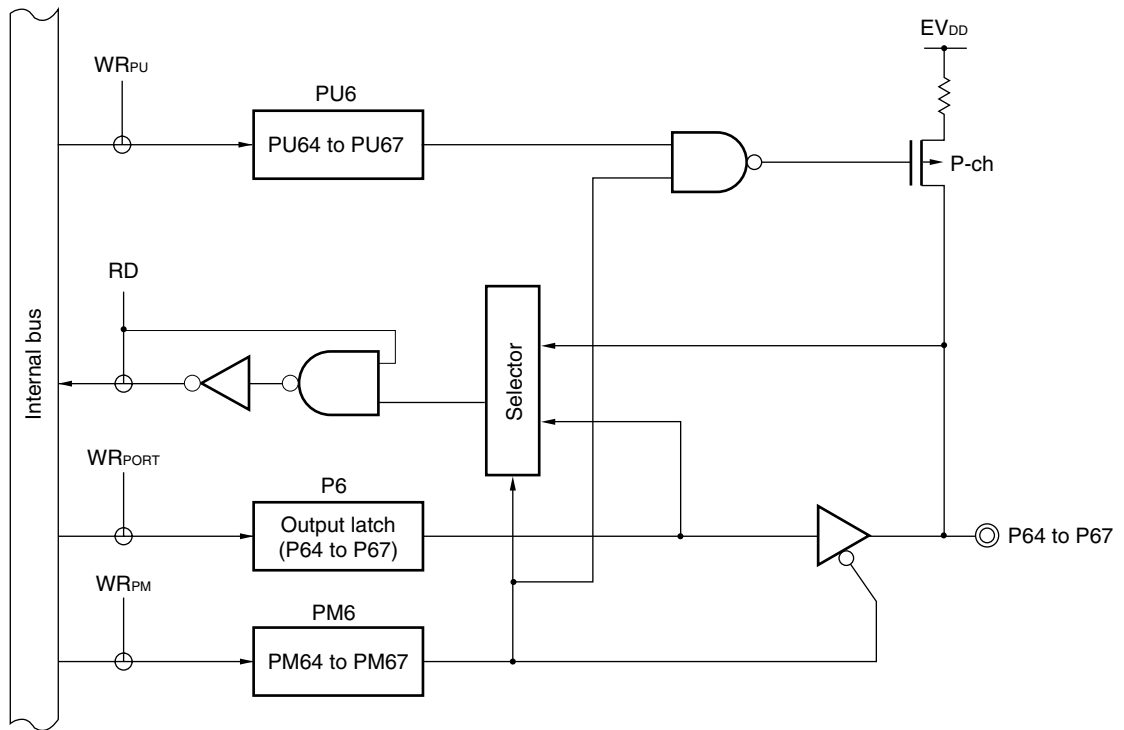 EVDD
WRPU
PU6
PU64 to PU67
P-ch
RD
Internal bus
Selector
WRPORT
P6
Output latch
(P64 to P67)
P64 to P67
WRPM
PM6
PM64 to PM67